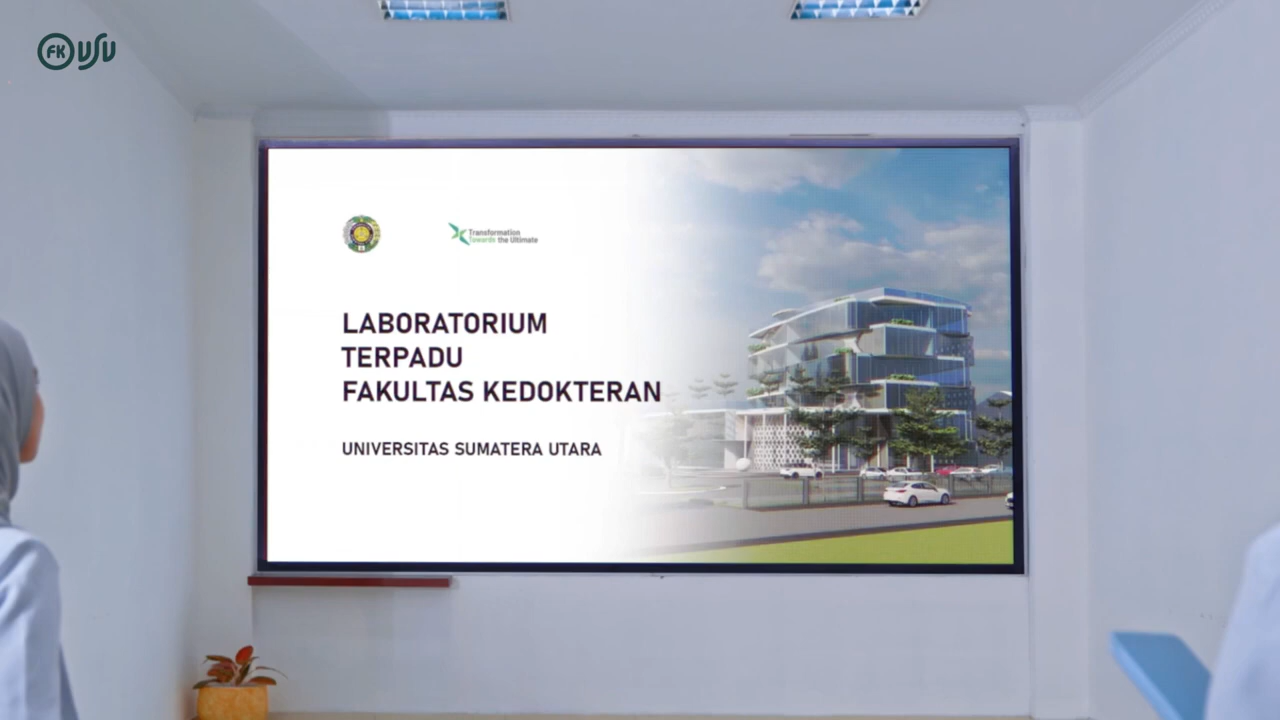 FK USU
Transformation
Towards the Ultimate
LABORATORIUM
TERPADU
FAKULTAS KEDOKTERAN
UNIVERSITAS SUMATERA UTARA